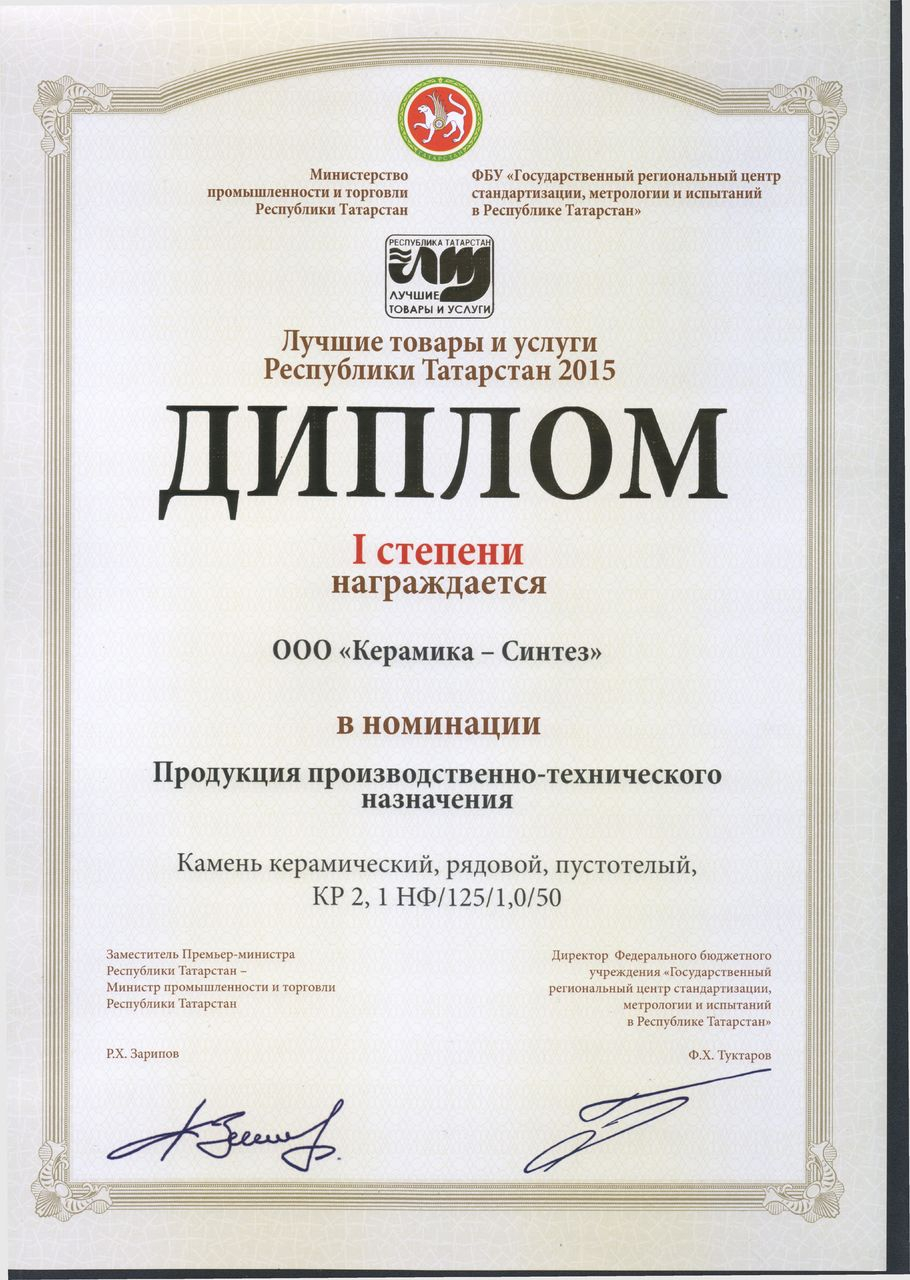 ТАТАРСТАН
Министерство
промышленности и торговли
Республики Татарстан
ФБУ «Государственный региональный центр
стандартизации, метрологии и испытаний
в Республике Татарстан»
РЕСПУБЛИКА ТАТАРСТАН
ЛУЧШИЕ
ТОВАРЫ И УСЛУГИ
Лучшие товары и услуги
Республики Татарстан 2015
ДИПЛОМ
I степени
награждается
ООО «Керамика – Синтез»
в номинации
Продукция производственно-технического
назначения
Камень керамический, рядовой, пустотелый,
КР 2, 1 НФ/125/1,0/50
Заместитель Премьер-министра
Республики Татарстан –
Министр промышленности и торговли
Республики Татарстан
Р.Х. Зарипов
Директор Федерального бюджетного
учреждения «Государственный
региональный центр стандартизации,
метрологии и испытаний
в Республике Татарстан»
Ф.Х. Туктаров